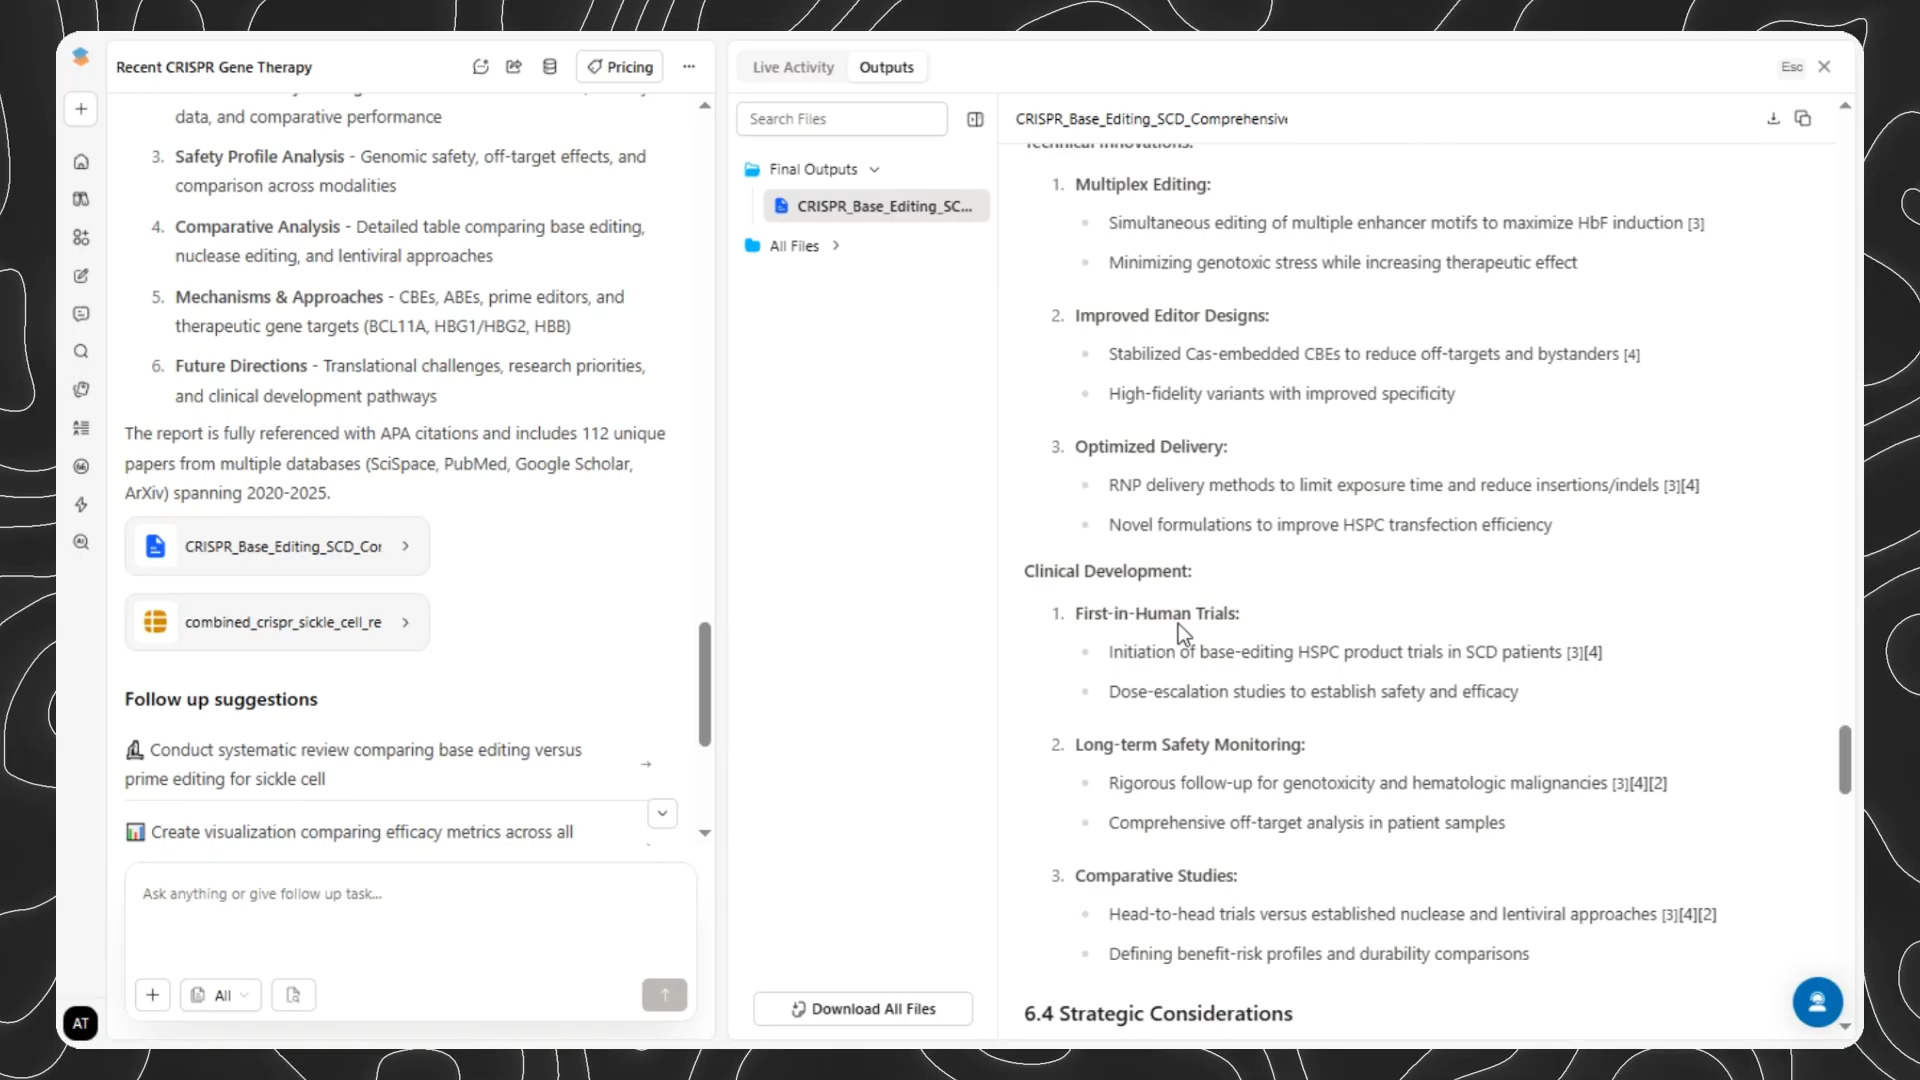 Recent CRISPR Gene Therapy
Pricing
data, and comparative performance
3. Safety Profile Analysis - Genomic safety, off-target effects, and
comparison across modalities
4. Comparative Analysis - Detailed table comparing base editing,
nuclease editing, and lentiviral approaches
5. Mechanisms & Approaches - CBEs, ABEs, prime editors, and
therapeutic gene targets (BCL11A, HBG1/HBG2, HBB)
6. Future Directions - Translational challenges, research priorities,
and clinical development pathways
The report is fully referenced with APA citations and includes 112 unique
papers from multiple databases (SciSpace, PubMed, Google Scholar,
ArXiv) spanning 2020-2025.
CRISPR_Base_Editing_SCD_Cor
combined_crispr_sickle_cell_re
Follow up suggestions
Conduct systematic review comparing base editing versus
prime editing for sickle cell
Create visualization comparing efficacy metrics across all
Ask anything or give follow up task...
All
AT
Live Activity
Outputs
Esc
Search Files
Final Outputs
CRISPR_Base_Editing_SC...
All Files
Download All Files
CRISPR_Base_Editing_SCD_Comprehensive
Technical Innovations:
1. Multiplex Editing:
Simultaneous editing of multiple enhancer motifs to maximize HbF induction [3]
Minimizing genotoxic stress while increasing therapeutic effect
2. Improved Editor Designs:
Stabilized Cas-embedded CBEs to reduce off-targets and bystanders [4]
High-fidelity variants with improved specificity
3. Optimized Delivery:
RNP delivery methods to limit exposure time and reduce insertions/indels [3][4]
Novel formulations to improve HSPC transfection efficiency
Clinical Development:
1. First-in-Human Trials:
Initiation of base-editing HSPC product trials in SCD patients [3][4]
Dose-escalation studies to establish safety and efficacy
2. Long-term Safety Monitoring:
Rigorous follow-up for genotoxicity and hematologic malignancies [3][4][2]
Comprehensive off-target analysis in patient samples
3. Comparative Studies:
Head-to-head trials versus established nuclease and lentiviral approaches [3][4][2]
Defining benefit-risk profiles and durability comparisons
6.4 Strategic Considerations